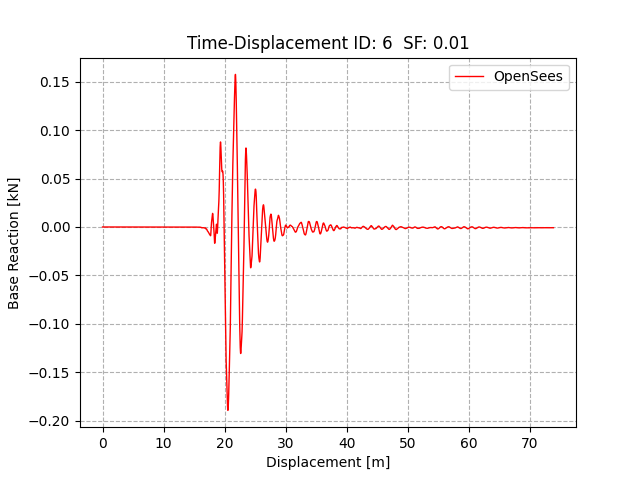 Time-Displacement ID: 6  SF: 0.01
OpenSees
0.15
0.10
0.05
0.00
−0.05
−0.10
−0.15
−0.20
Base Reaction [kN]
0 10 20 30 40 50 60 70
Displacement [m]